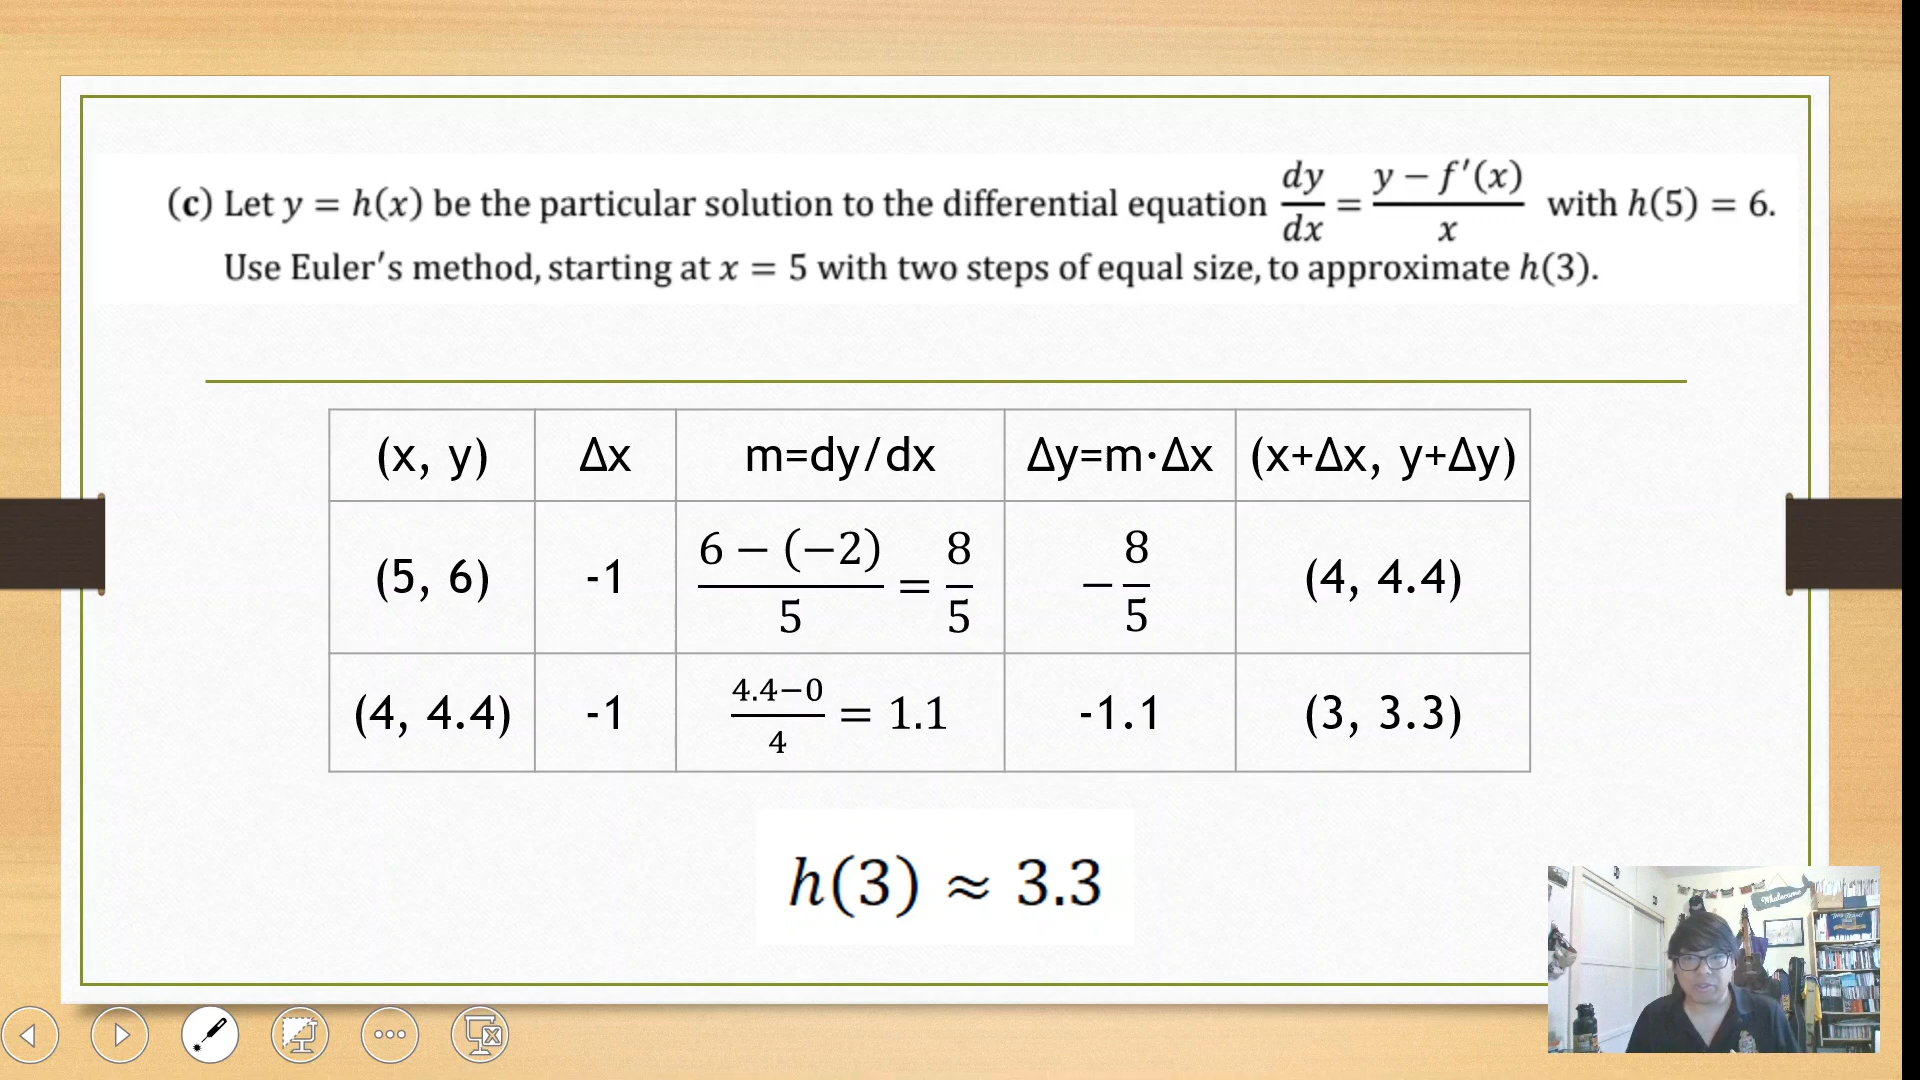 (c) Let y = h(x) be the particular solution to the differential equation dy/dx = (y − f′(x))/x with h(5) = 6.
Use Euler's method, starting at x = 5 with two steps of equal size, to approximate h(3).
(x, y) Δx m=dy/dx Δy=m·Δx (x+Δx, y+Δy)
(5, 6) -1 (6 − (−2))/5 = 8/5 −8/5 (4, 4.4)
(4, 4.4) -1 (4.4−0)/4 = 1.1 -1.1 (3, 3.3)
h(3) ≈ 3.3